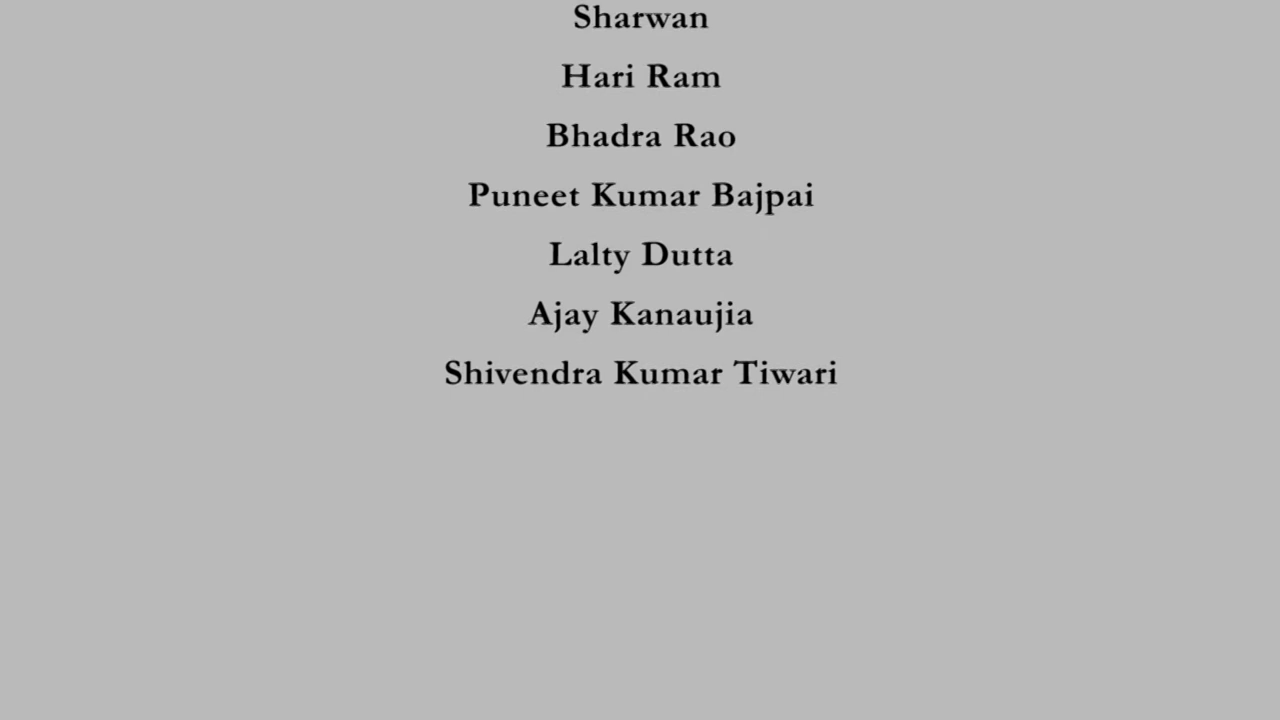 Sharwan
Hari Ram
Bhadra Rao
Puneet Kumar Bajpai
Lalty Dutta
Ajay Kanaujia
Shivendra Kumar Tiwari